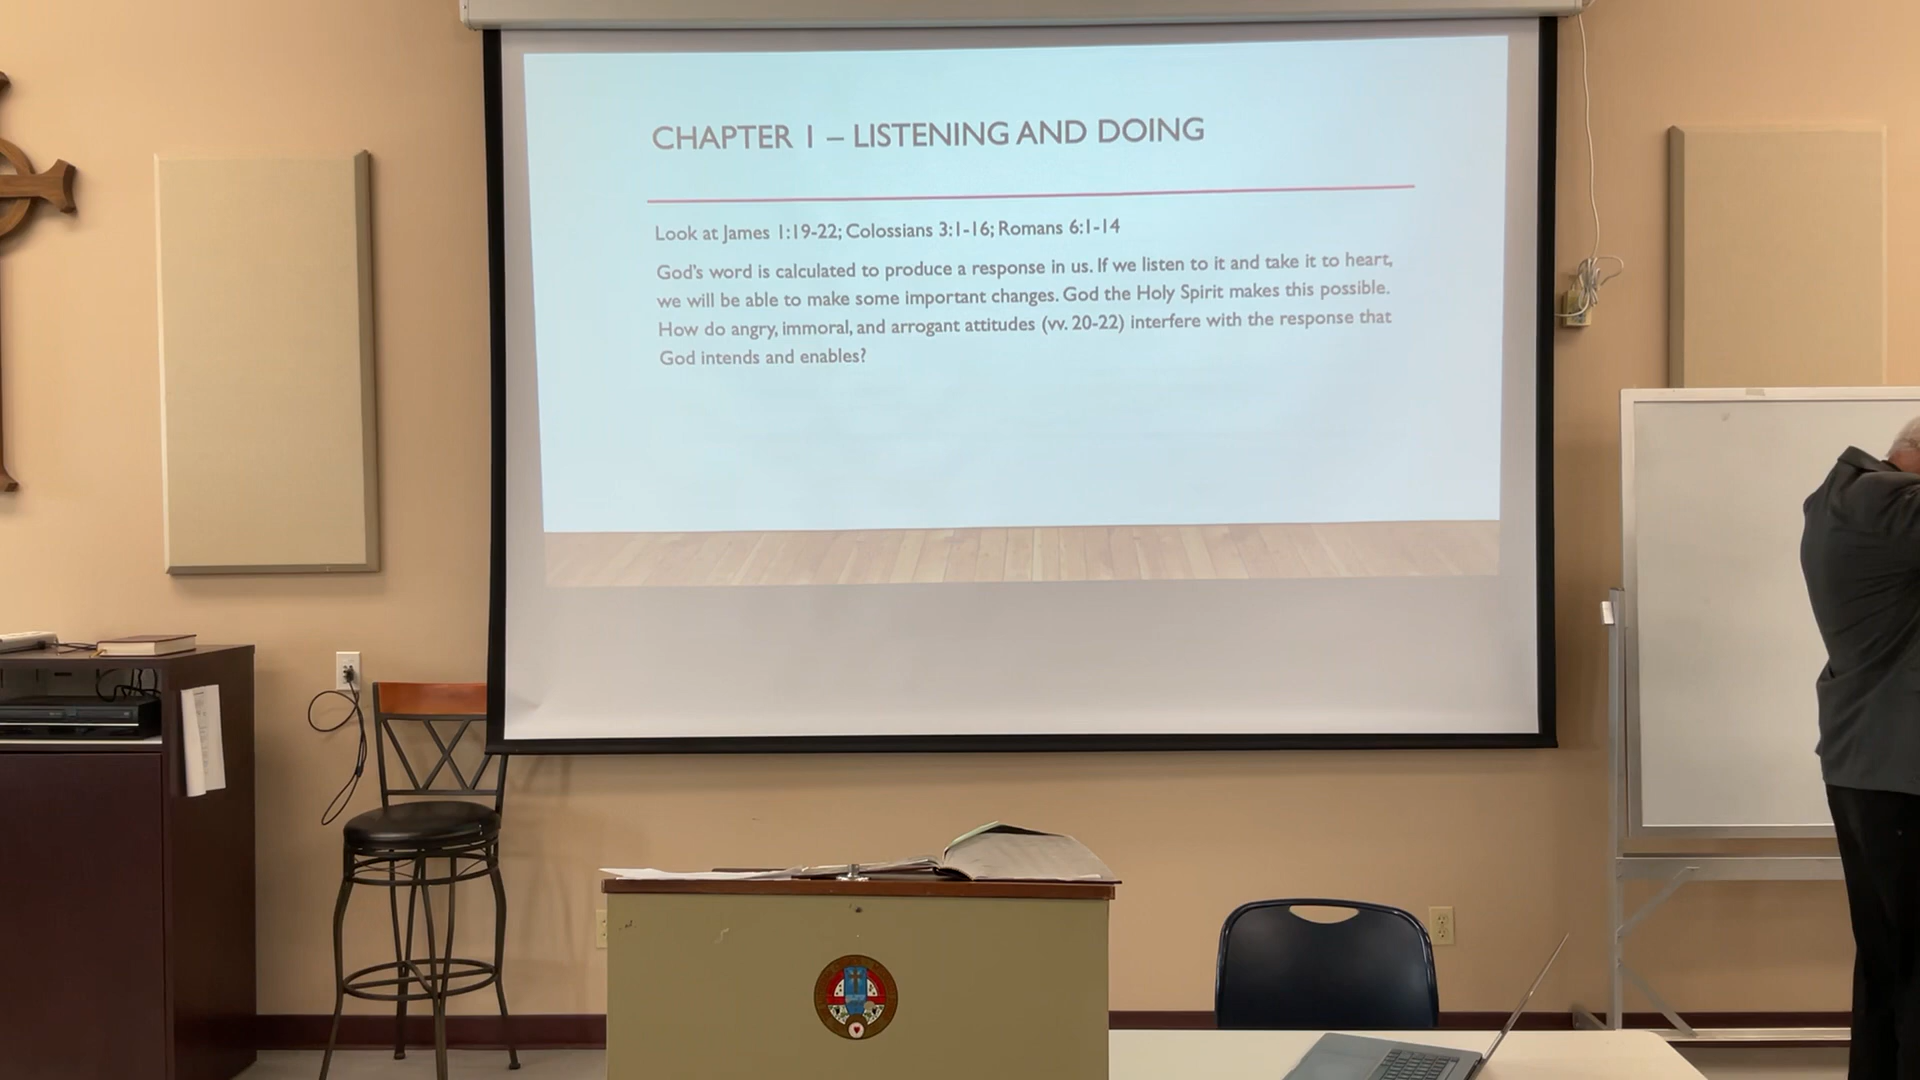 CHAPTER 1 – LISTENING AND DOING
Look at James 1:19-22; Colossians 3:1-16; Romans 6:1-14
God's word is calculated to produce a response in us. If we listen to it and take it to heart,
we will be able to make some important changes. God the Holy Spirit makes this possible.
How do angry, immoral, and arrogant attitudes (vv. 20-22) interfere with the response that
God intends and enables?